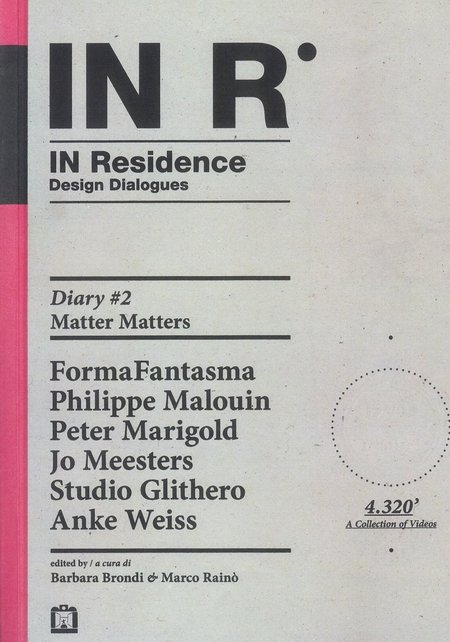 IN R•
IN Residence
Design Dialogues
Diary #2
Matter Matters
FormaFantasma
Philippe Malouin
Peter Marigold
Jo Meesters
Studio Glithero
Anke Weiss
4.320’
A Collection of Videos
edited by / a cura di
Barbara Brondi & Marco Rainò